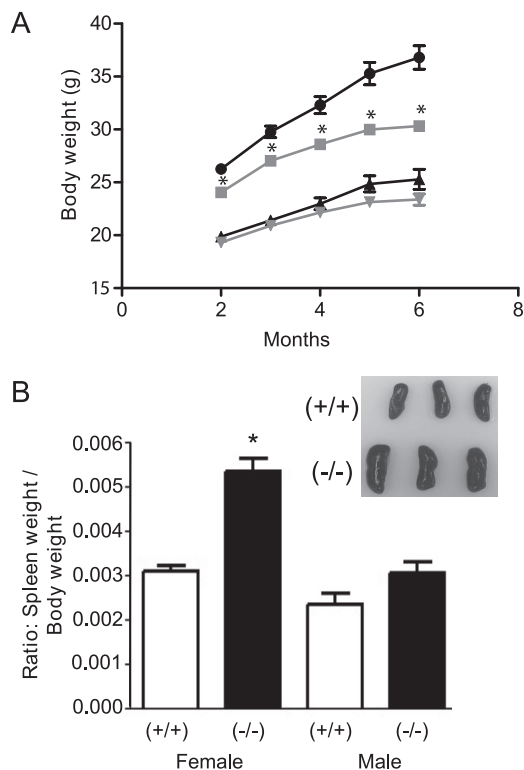 A
Body weight (g)
40
35
30
25
20
15
* * * * *
0 2 4 6 8
Months
B
(+/+)
(-/-)
Ratio: Spleen weight /
Body weight
0.006
0.005
0.004
0.003
0.002
0.001
0.000
*
(+/+) (-/-) (+/+) (-/-)
Female Male